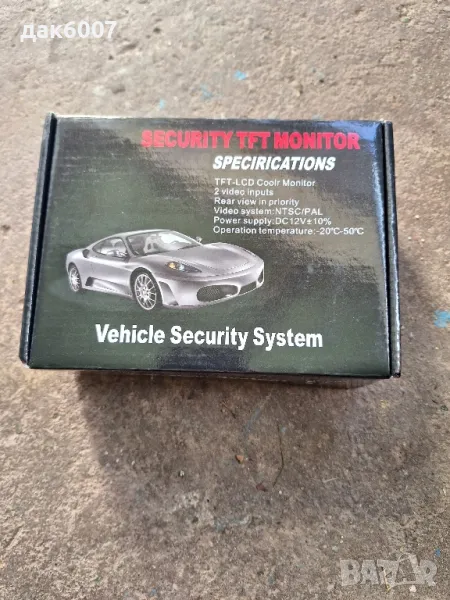 дак6007
SECURITY TFT MONITOR
SPECIRICATIONS
TFT-LCD Coolr Monitor
2 video inputs
Rear view in priority
Video system:NTSC/PAL
Power supply:DC12V±10%
Operation temperature:-20℃-50℃
Vehicle Security System
BAZAR